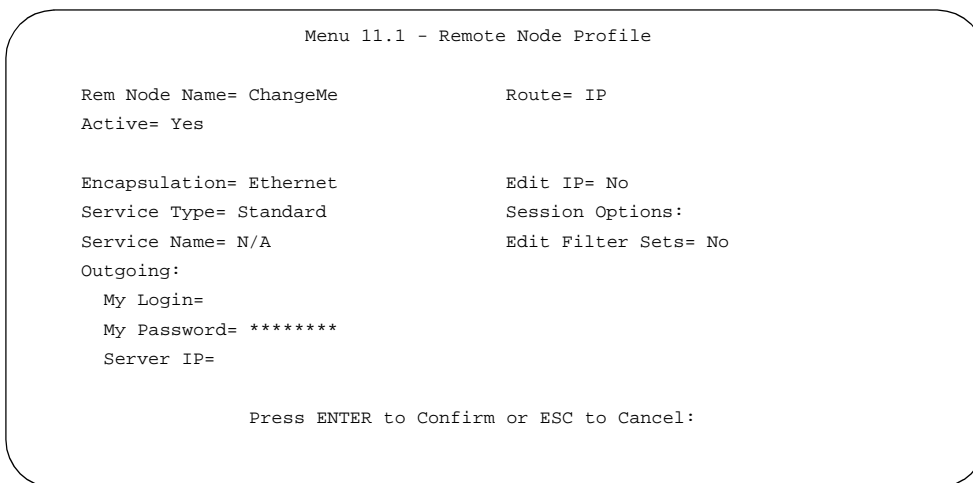 Menu 11.1 - Remote Node Profile
Rem Node Name= ChangeMe Route= IP
Active= Yes
Encapsulation= Ethernet Edit IP= No
Service Type= Standard Session Options:
Service Name= N/A Edit Filter Sets= No
Outgoing:
My Login=
My Password= ********
Server IP=
Press ENTER to Confirm or ESC to Cancel: